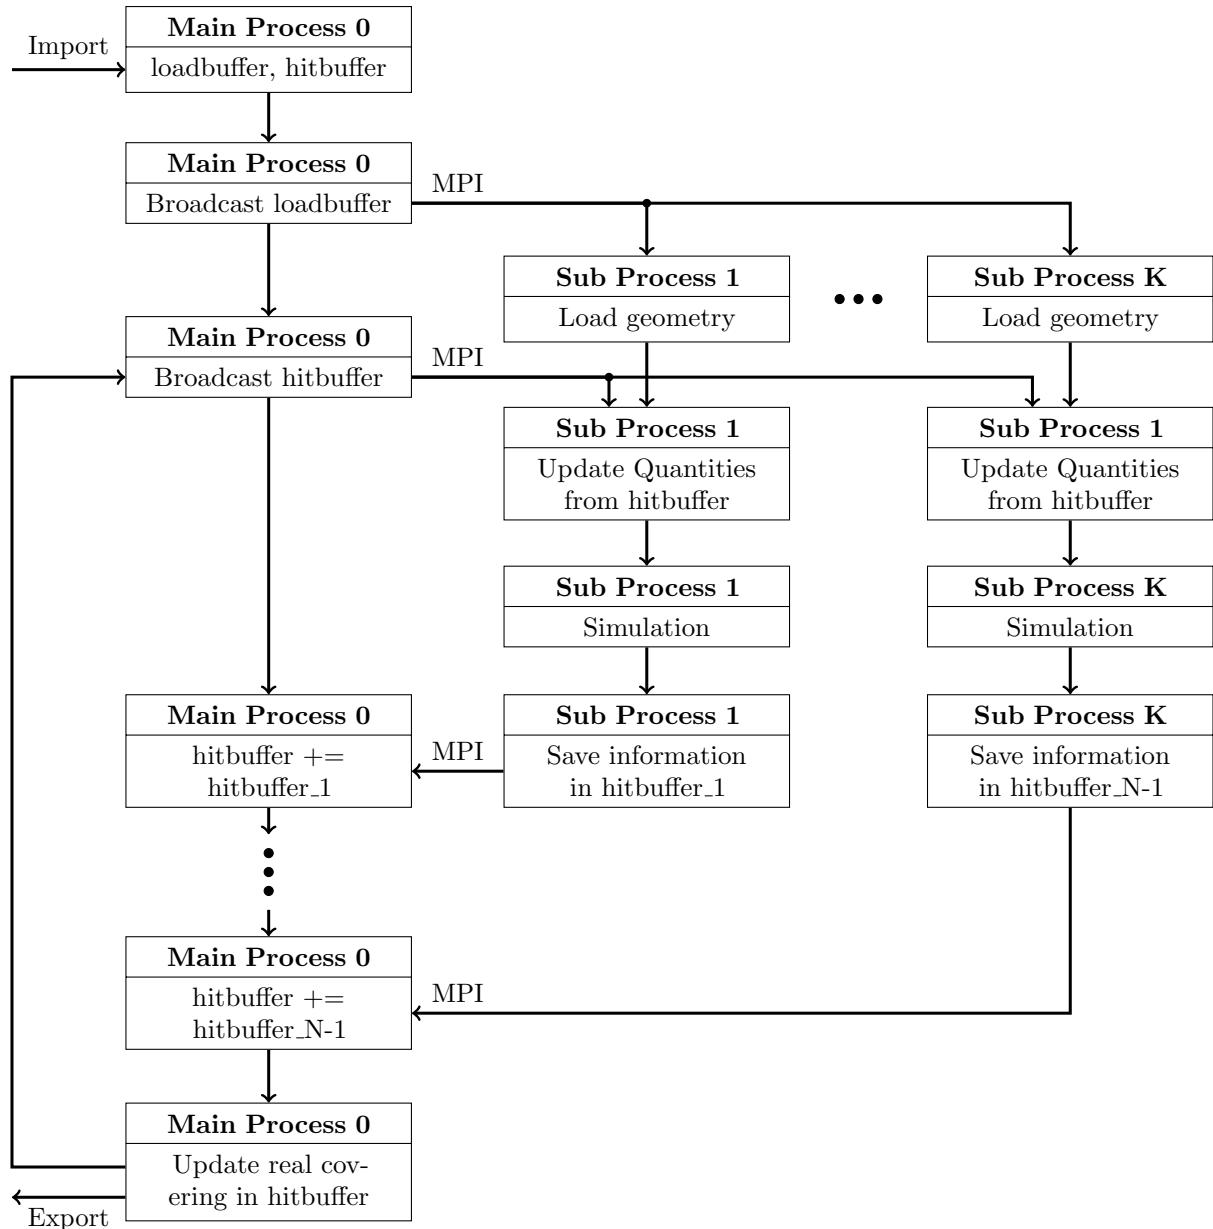 Main Process 0
Import
loadbuffer, hitbuffer
Main Process 0
Broadcast loadbuffer
MPI
Sub Process 1
Load geometry
Sub Process K
Load geometry
Main Process 0
Broadcast hitbuffer
MPI
Sub Process 1
Update Quantities
from hitbuffer
Sub Process 1
Update Quantities
from hitbuffer
Sub Process 1
Simulation
Sub Process K
Simulation
Main Process 0
hitbuffer +=
hitbuffer_1
MPI
Sub Process 1
Save information
in hitbuffer_1
Sub Process K
Save information
in hitbuffer_N-1
Main Process 0
hitbuffer +=
hitbuffer_N-1
MPI
Main Process 0
Update real cov-
ering in hitbuffer
Export